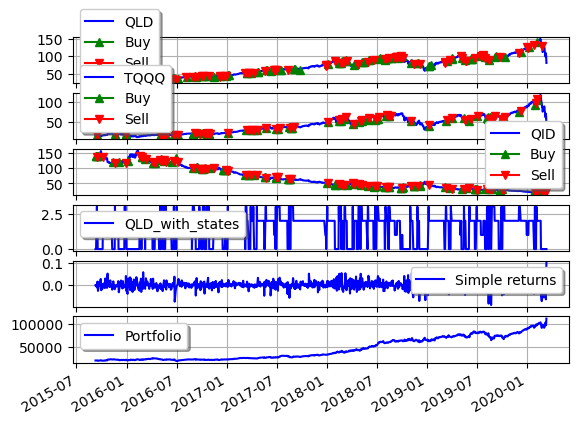 QLD
Buy
Sell
150
100
50
TQQQ
Buy
Sell
100
50
QID
Buy
Sell
150
100
50
QLD_with_states
2.5
0.0
Simple returns
0.1
0.0
Portfolio
100000
50000
2015-07
2016-01
2016-07
2017-01
2017-07
2018-01
2018-07
2019-01
2019-07
2020-01